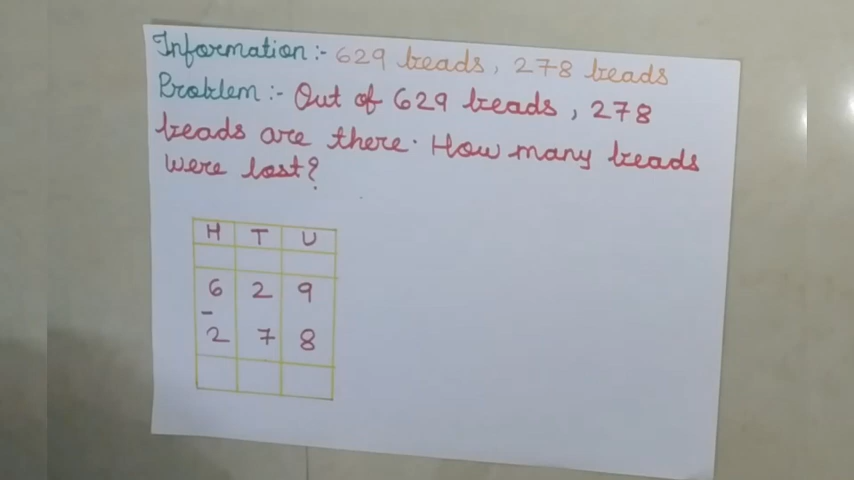 Information :- 629 beads, 278 beads
Problem :- Out of 629 beads, 278
beads are there. How many beads
were lost?
H T U
6 2 9
-
2 7 8